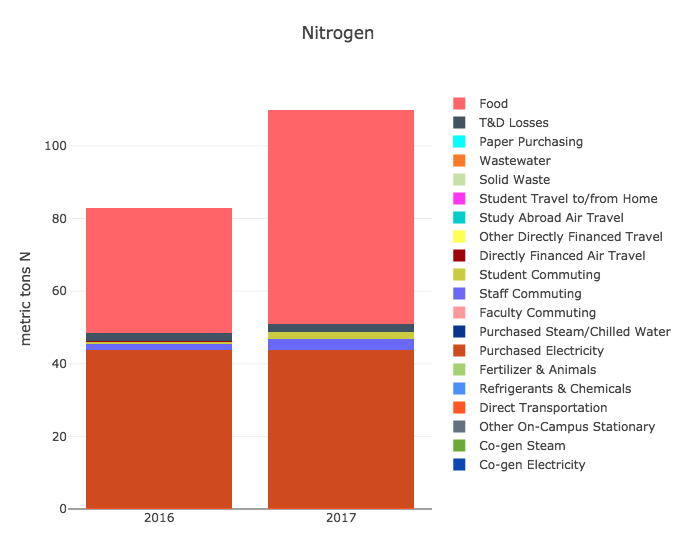 Nitrogen
metric tons N
100
80
60
40
20
0
2016
2017
Food
T&D Losses
Paper Purchasing
Wastewater
Solid Waste
Student Travel to/from Home
Study Abroad Air Travel
Other Directly Financed Travel
Directly Financed Air Travel
Student Commuting
Staff Commuting
Faculty Commuting
Purchased Steam/Chilled Water
Purchased Electricity
Fertilizer & Animals
Refrigerants & Chemicals
Direct Transportation
Other On-Campus Stationary
Co-gen Steam
Co-gen Electricity